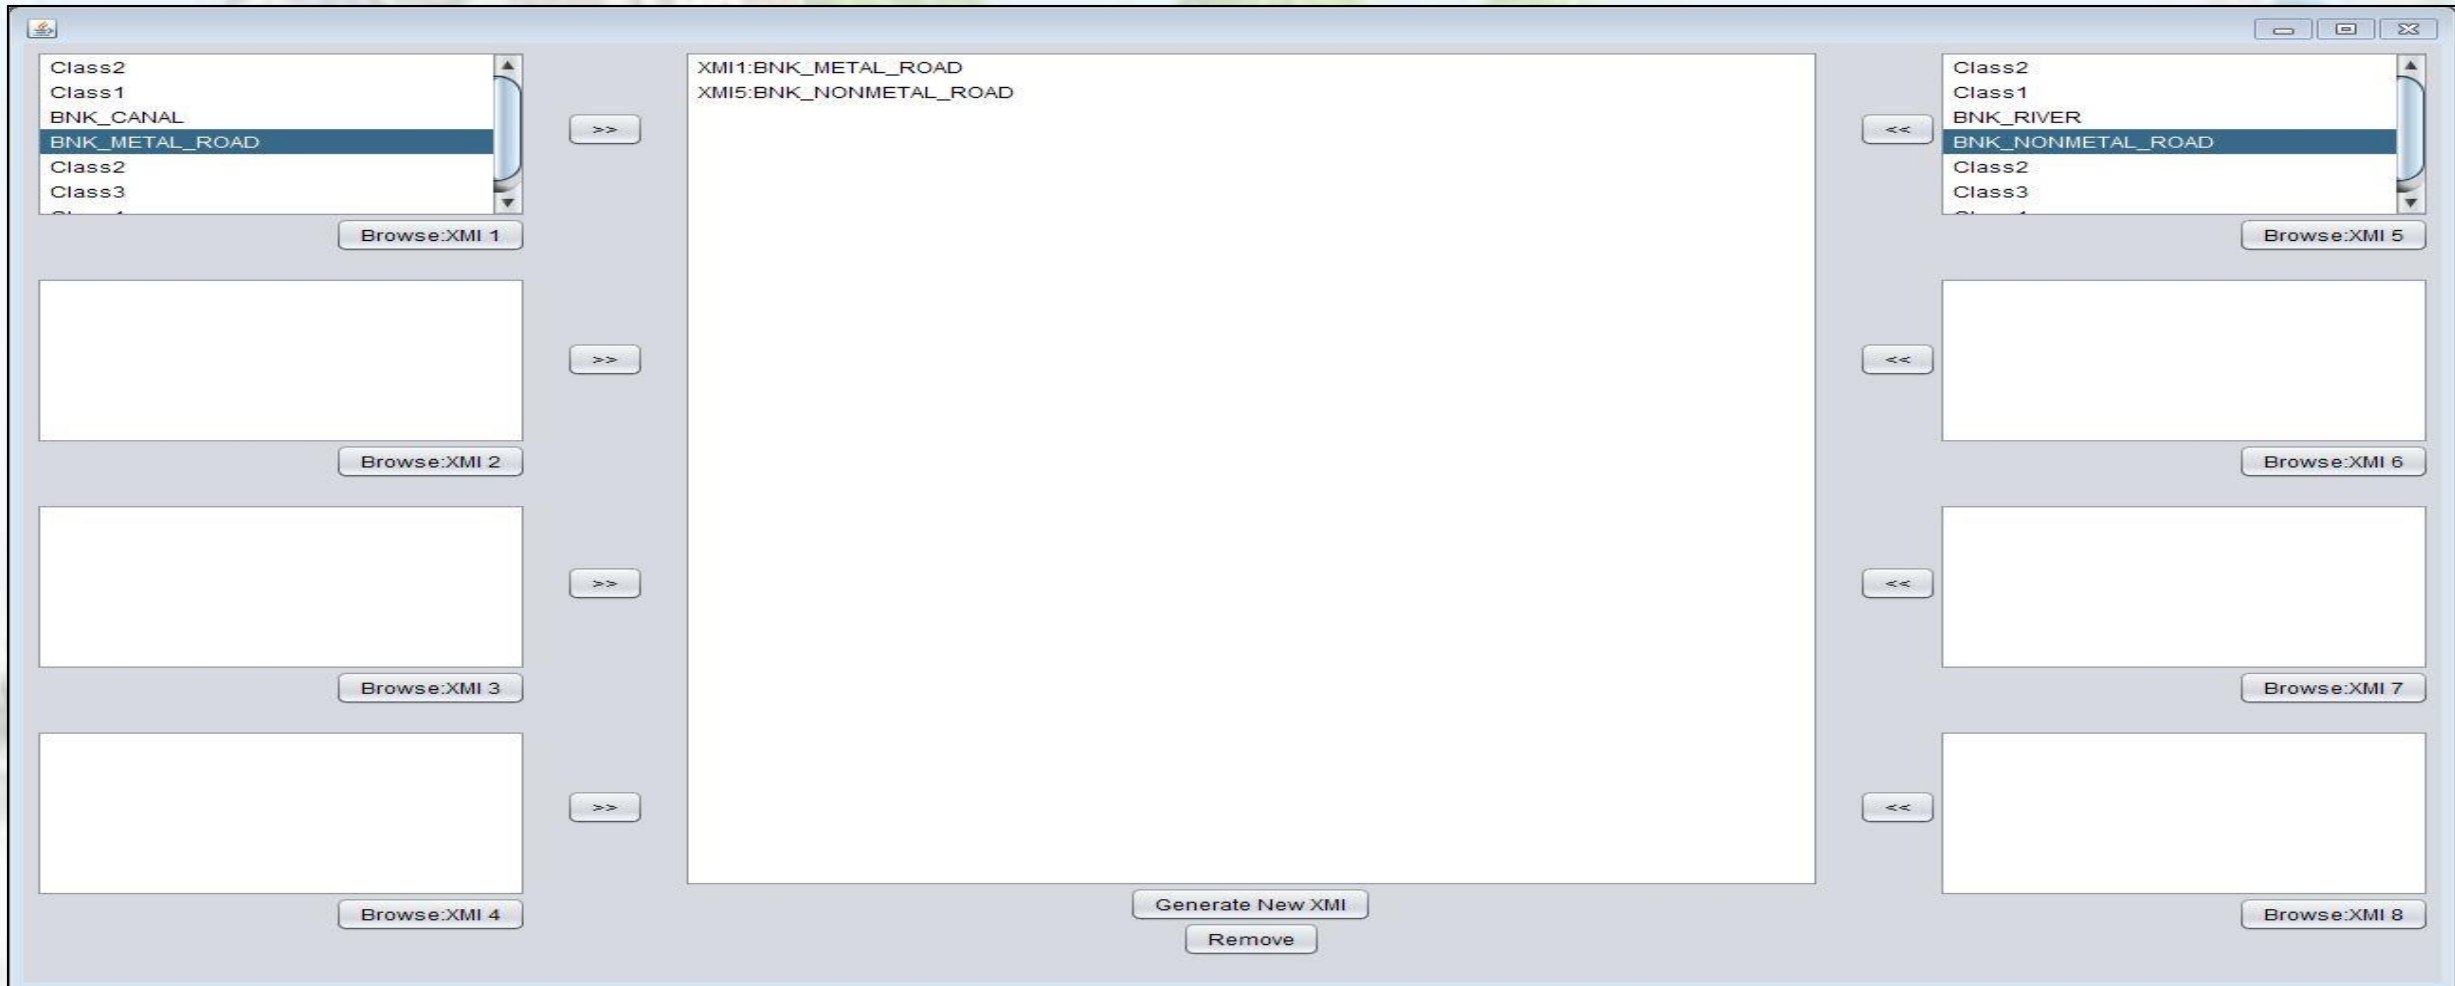 Class2
Class1
BNK_CANAL
BNK_METAL_ROAD
Class2
Class3
Browse:XMI 1
Browse:XMI 2
Browse:XMI 3
Browse:XMI 4
>>
>>
>>
>>
XMI1:BNK_METAL_ROAD
XMI5:BNK_NONMETAL_ROAD
Generate New XMI
Remove
<<
<<
<<
<<
Class2
Class1
BNK_RIVER
BNK_NONMETAL_ROAD
Class2
Class3
Browse:XMI 5
Browse:XMI 6
Browse:XMI 7
Browse:XMI 8